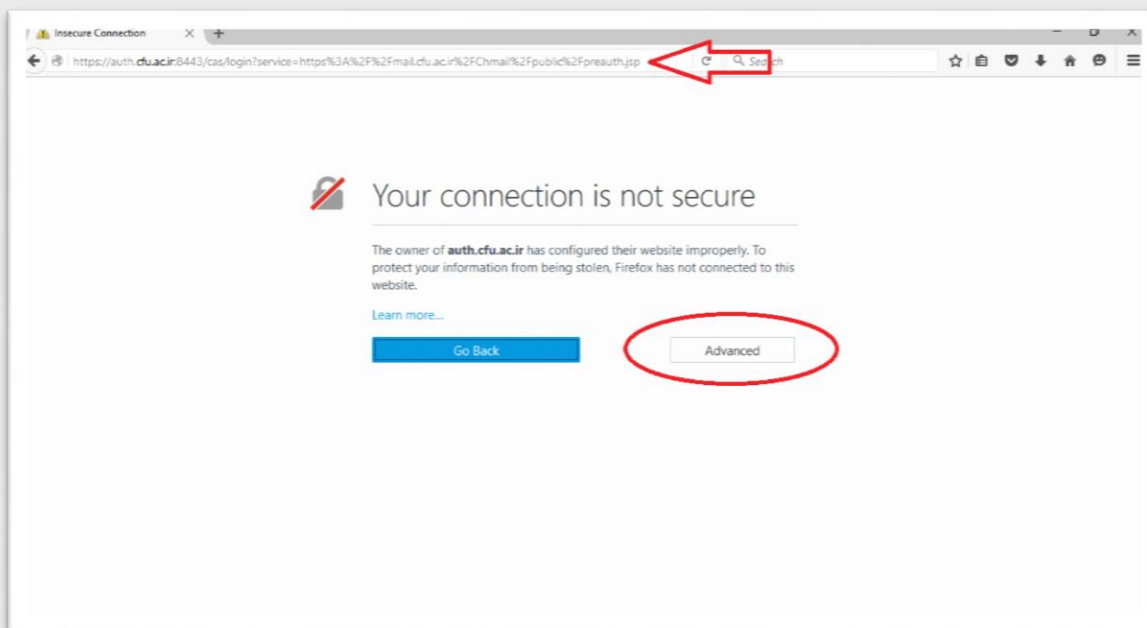 Insecure Connection
https://auth.cfu.ac.ir:8443/cas/login?service=https%3A%2F%2Fmail.cfu.ac.ir%2FChmail%2Fpublic%2Fpreauth.jsp
Search
Your connection is not secure
The owner of auth.cfu.ac.ir has configured their website improperly. To
protect your information from being stolen, Firefox has not connected to this
website.
Learn more...
Go Back
Advanced